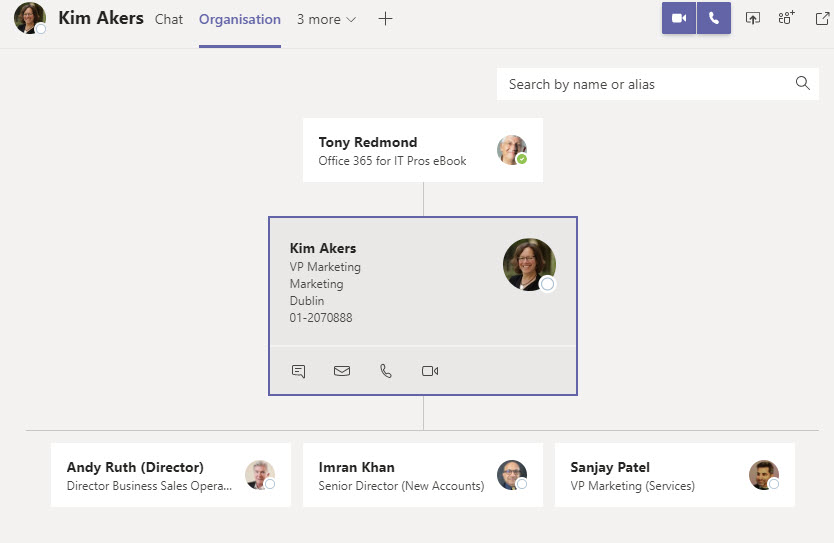 Kim Akers Chat Organisation 3 more
Search by name or alias
Tony Redmond
Office 365 for IT Pros eBook
Kim Akers
VP Marketing
Marketing
Dublin
01-2070888
Andy Ruth (Director)
Director Business Sales Opera...
Imran Khan
Senior Director (New Accounts)
Sanjay Patel
VP Marketing (Services)